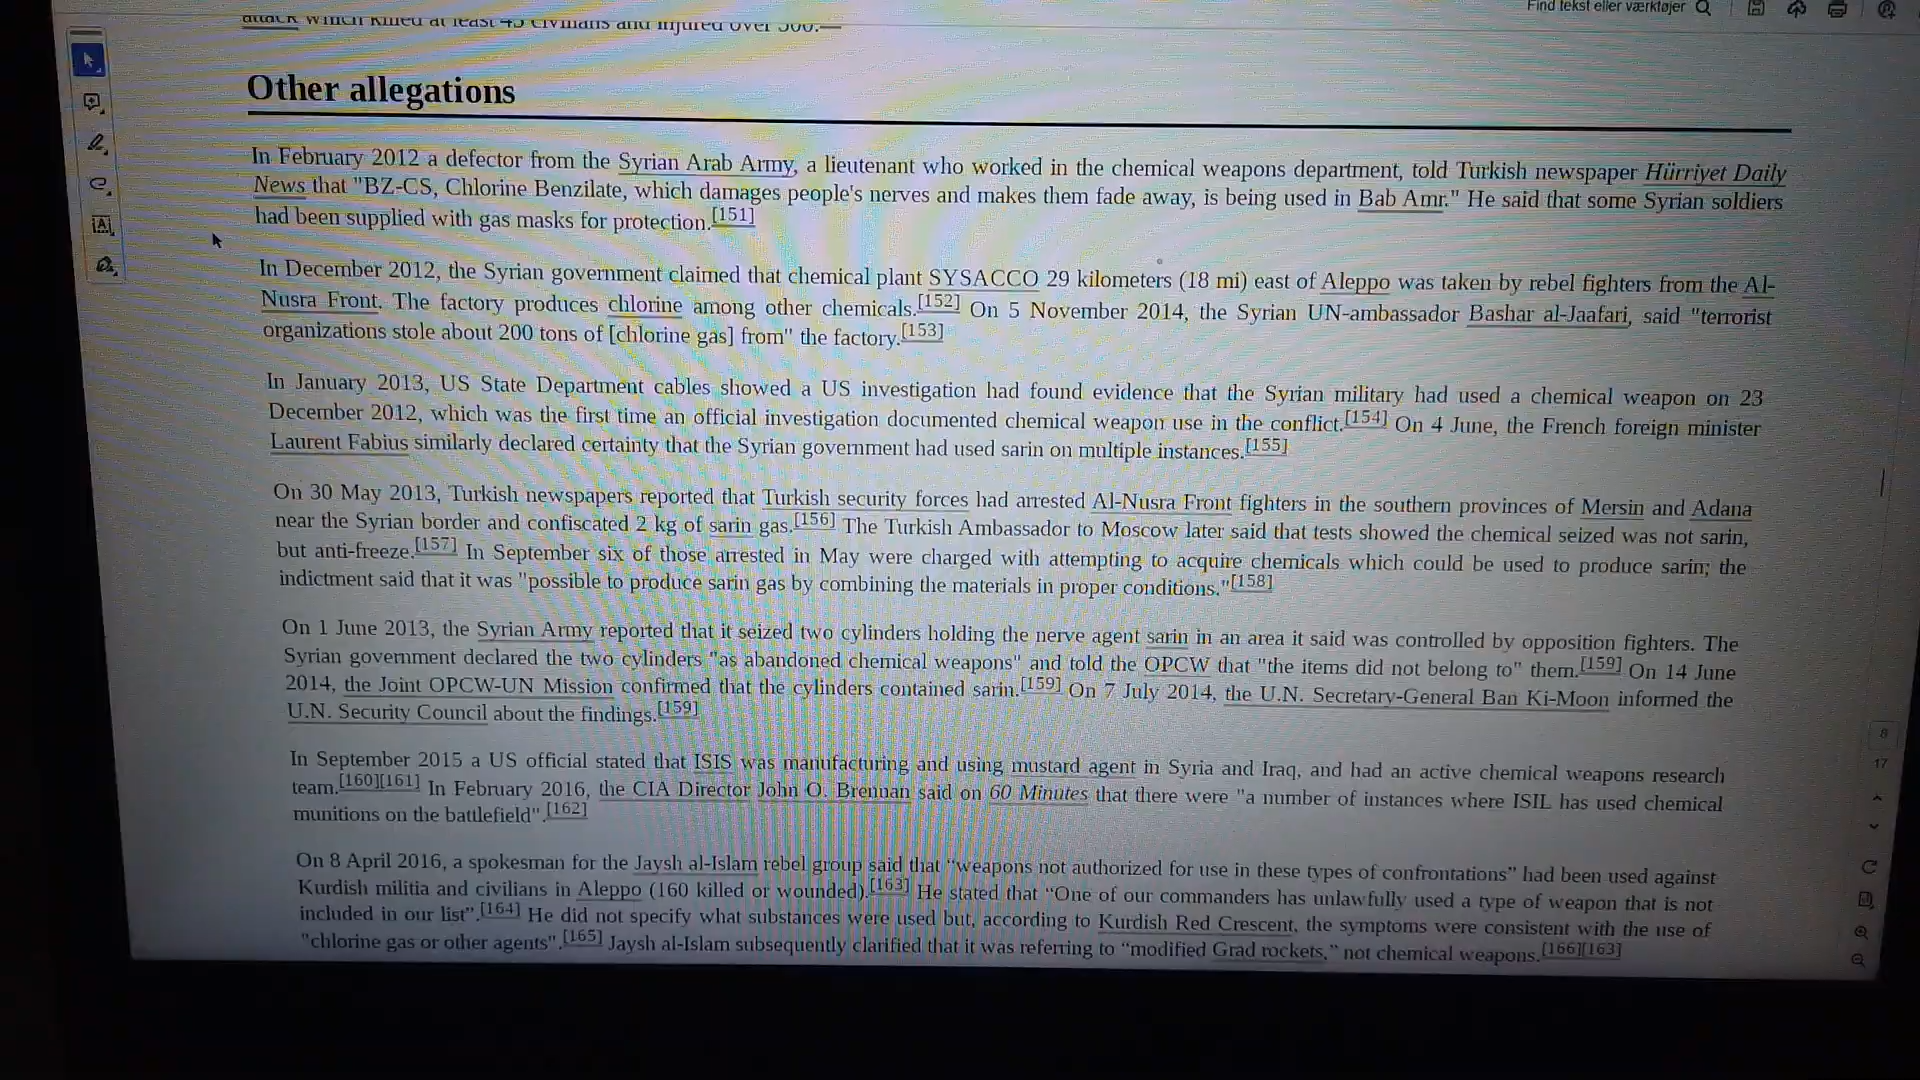 Find tekst eller værktøjer
attack which killed at least 43 civilians and injured over 500.
Other allegations
In February 2012 a defector from the Syrian Arab Army, a lieutenant who worked in the chemical weapons department, told Turkish newspaper Hürriyet Daily
News that "BZ-CS, Chlorine Benzilate, which damages people's nerves and makes them fade away, is being used in Bab Amr." He said that some Syrian soldiers
had been supplied with gas masks for protection.[151]
In December 2012, the Syrian government claimed that chemical plant SYSACCO 29 kilometers (18 mi) east of Aleppo was taken by rebel fighters from the Al-
Nusra Front. The factory produces chlorine among other chemicals.[152] On 5 November 2014, the Syrian UN-ambassador Bashar al-Jaafari, said "terrorist
organizations stole about 200 tons of [chlorine gas] from" the factory.[153]
In January 2013, US State Department cables showed a US investigation had found evidence that the Syrian military had used a chemical weapon on 23
December 2012, which was the first time an official investigation documented chemical weapon use in the conflict.[154] On 4 June, the French foreign minister
Laurent Fabius similarly declared certainty that the Syrian government had used sarin on multiple instances.[155]
On 30 May 2013, Turkish newspapers reported that Turkish security forces had arrested Al-Nusra Front fighters in the southern provinces of Mersin and Adana
near the Syrian border and confiscated 2 kg of sarin gas.[156] The Turkish Ambassador to Moscow later said that tests showed the chemical seized was not sarin,
but anti-freeze.[157] In September six of those arrested in May were charged with attempting to acquire chemicals which could be used to produce sarin; the
indictment said that it was "possible to produce sarin gas by combining the materials in proper conditions."[158]
On 1 June 2013, the Syrian Army reported that it seized two cylinders holding the nerve agent sarin in an area it said was controlled by opposition fighters. The
Syrian government declared the two cylinders "as abandoned chemical weapons" and told the OPCW that "the items did not belong to" them.[159] On 14 June
2014, the Joint OPCW-UN Mission confirmed that the cylinders contained sarin.[159] On 7 July 2014, the U.N. Secretary-General Ban Ki-Moon informed the
U.N. Security Council about the findings.[159]
In September 2015 a US official stated that ISIS was manufacturing and using mustard agent in Syria and Iraq, and had an active chemical weapons research
team.[160][161] In February 2016, the CIA Director John O. Brennan said on 60 Minutes that there were "a number of instances where ISIL has used chemical
munitions on the battlefield".[162]
On 8 April 2016, a spokesman for the Jaysh al-Islam rebel group said that “weapons not authorized for use in these types of confrontations” had been used against
Kurdish militia and civilians in Aleppo (160 killed or wounded).[163] He stated that “One of our commanders has unlawfully used a type of weapon that is not
included in our list”.[164] He did not specify what substances were used but, according to Kurdish Red Crescent, the symptoms were consistent with the use of
"chlorine gas or other agents".[165] Jaysh al-Islam subsequently clarified that it was referring to “modified Grad rockets,” not chemical weapons.[166][163]
8
17